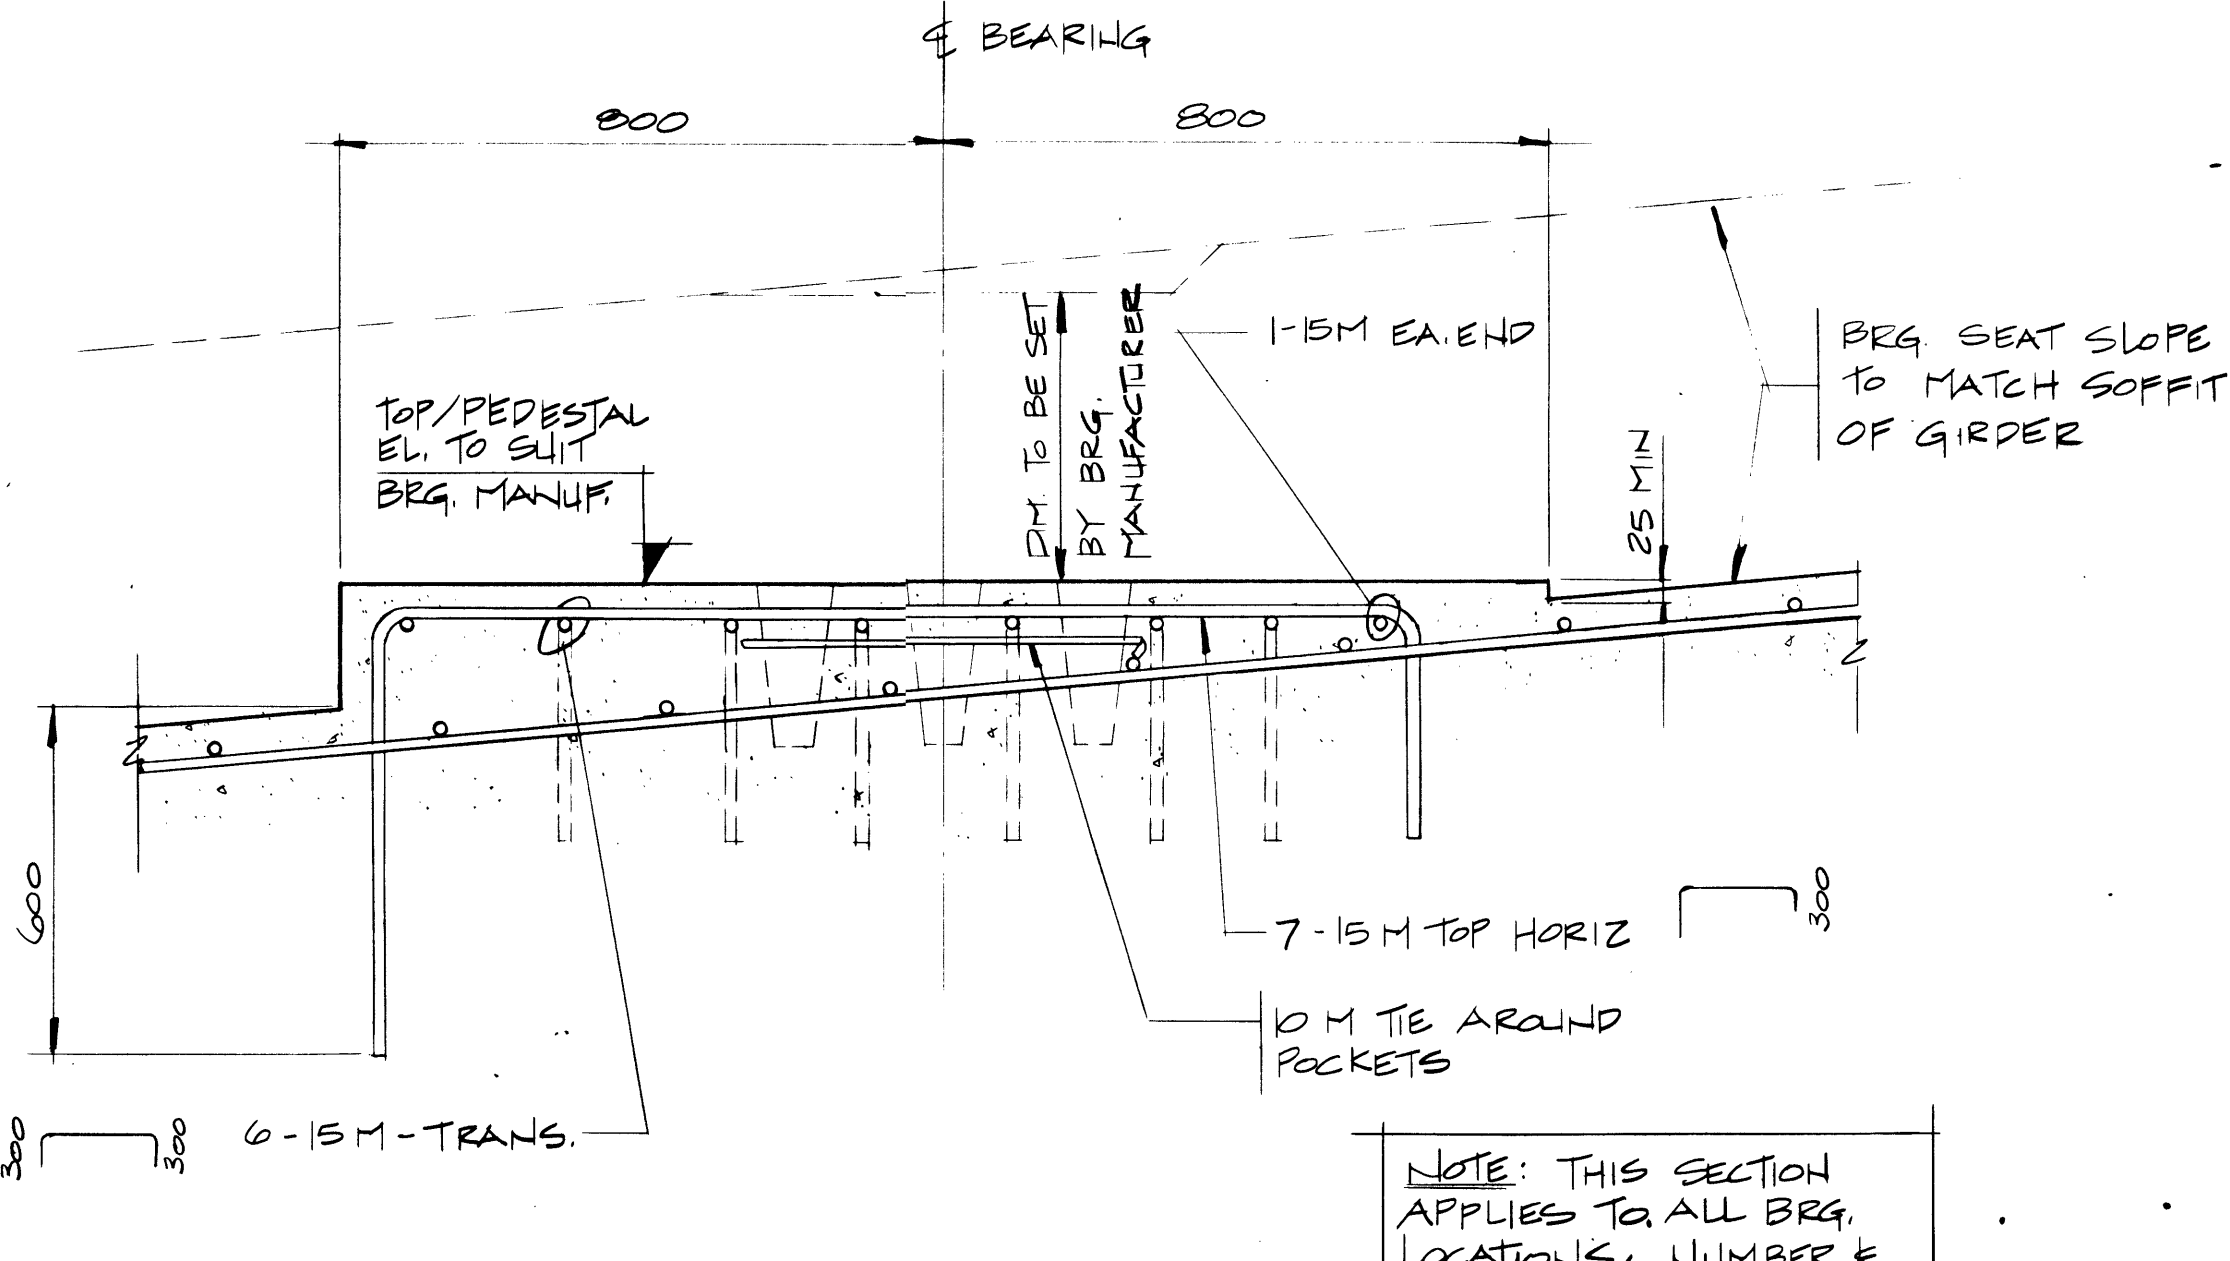 ℄ BEARING
800
800
1-15M EA. END
DIM. TO BE SET
BY BRG.
MANUFACTURER
BRG. SEAT SLOPE
TO MATCH SOFFIT
OF GIRDER
TOP/PEDESTAL
EL. TO SUIT
BRG. MANUF.
25 MIN
600
300
7-15M TOP HORIZ
10 M TIE AROUND
POCKETS
300
300
6-15M-TRANS.
NOTE: THIS SECTION
APPLIES TO. ALL BRG.
LOCATIONS. NUMBER &